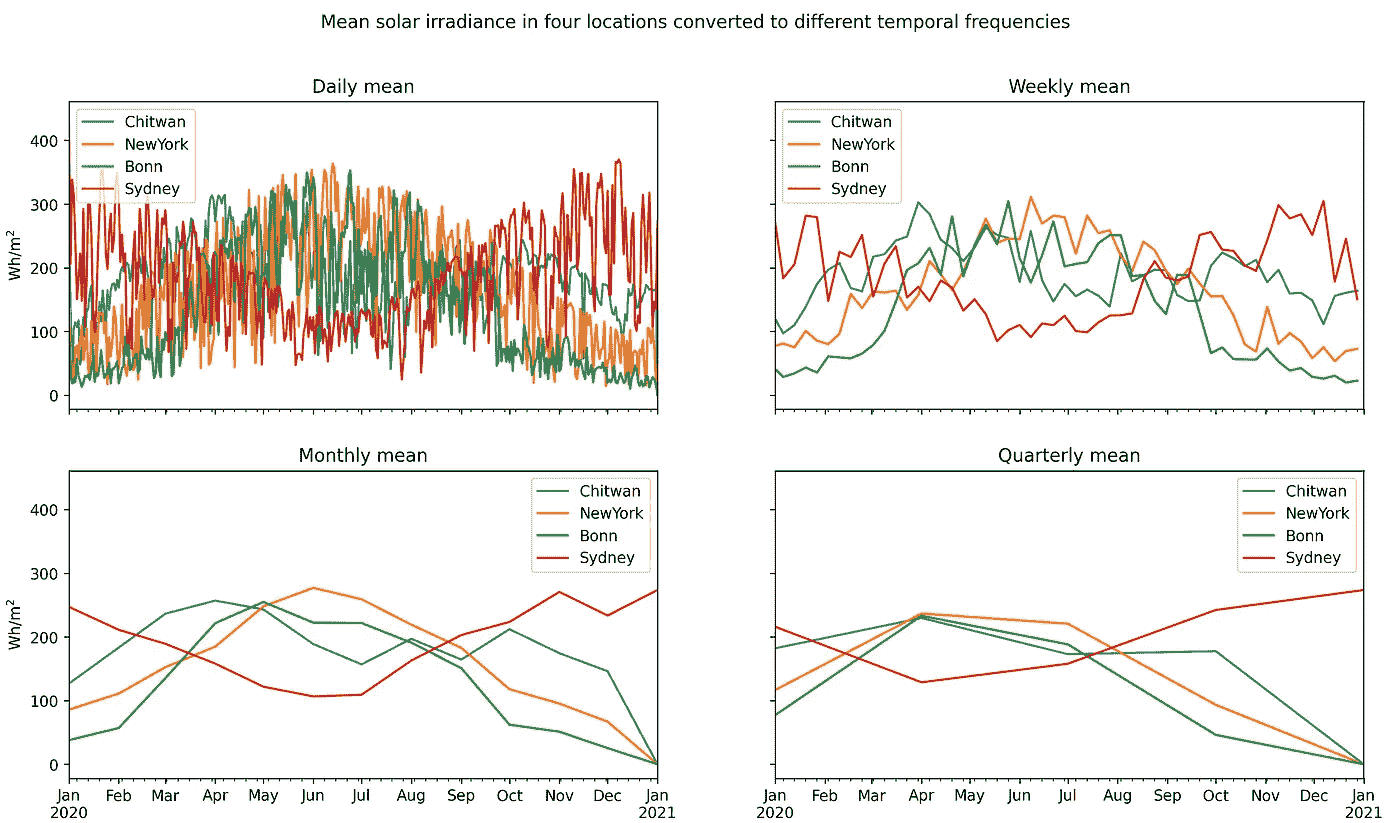 Mean solar irradiance in four locations converted to different temporal frequencies
Daily mean
Wh/m²
400
300
200
100
0
Chitwan
NewYork
Bonn
Sydney
Weekly mean
Chitwan
NewYork
Bonn
Sydney
Monthly mean
Wh/m²
400
300
200
100
0
Chitwan
NewYork
Bonn
Sydney
Jan Feb Mar Apr May Jun Jul Aug Sep Oct Nov Dec Jan
2020 2021
Quarterly mean
Chitwan
NewYork
Bonn
Sydney
Jan Feb Mar Apr May Jun Jul Aug Sep Oct Nov Dec Jan
2020 2021